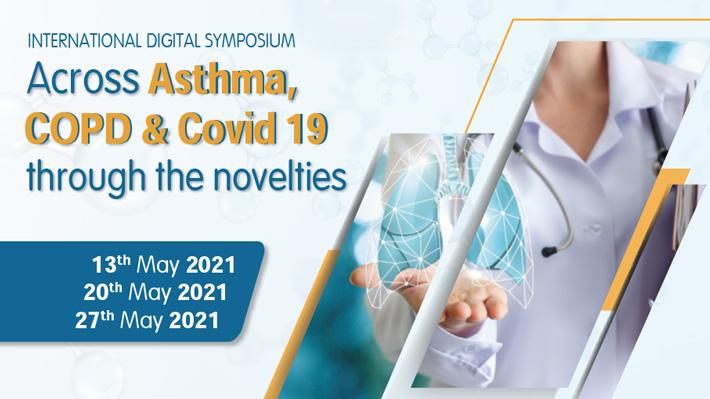 INTERNATIONAL DIGITAL SYMPOSIUM
Across Asthma,
COPD & Covid 19
through the novelties
13th May 2021
20th May 2021
27th May 2021